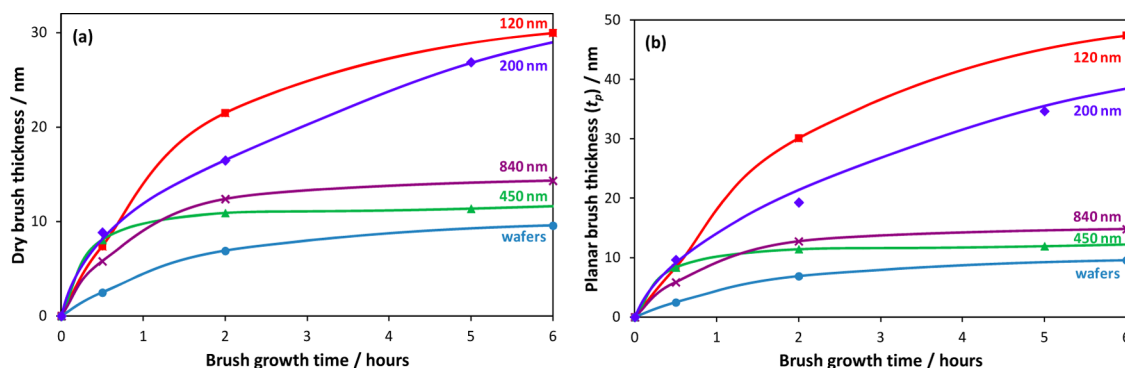 (a)
Dry brush thickness / nm
30
20
10
0
120 nm
200 nm
840 nm
450 nm
wafers
0 1 2 3 4 5 6
Brush growth time / hours
(b)
Planar brush thickness (tp) / nm
50
40
30
20
10
0
120 nm
200 nm
840 nm
450 nm
wafers
0 1 2 3 4 5 6
Brush growth time / hours